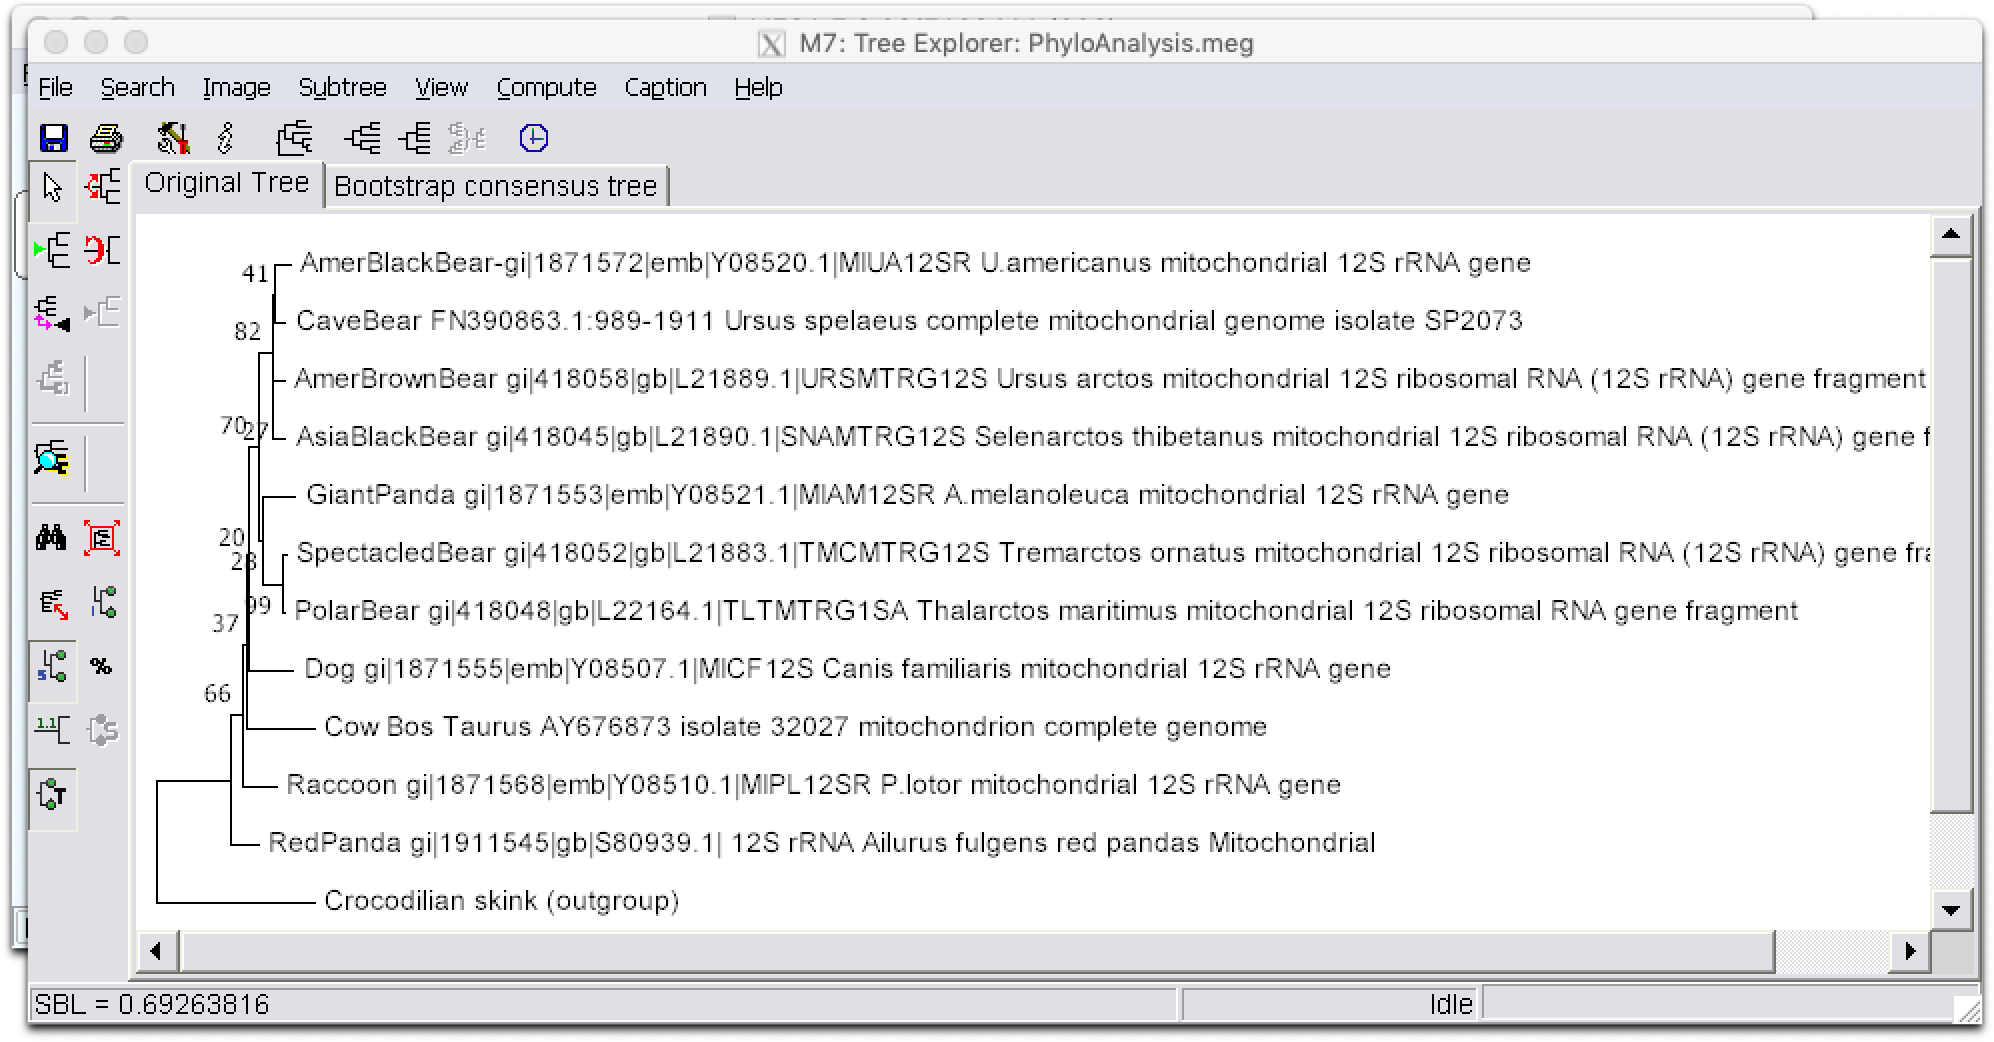 M7: Tree Explorer: PhyloAnalysis.meg
File Search Image Subtree View Compute Caption Help
Original Tree Bootstrap consensus tree
AmerBlackBear-gi|1871572|emb|Y08520.1|MIUA12SR U.americanus mitochondrial 12S rRNA gene
41
CaveBear FN390863.1:989-1911 Ursus spelaeus complete mitochondrial genome isolate SP2073
82
AmerBrownBear gi|418058|gb|L21889.1|URSMTRG12S Ursus arctos mitochondrial 12S ribosomal RNA (12S rRNA) gene fragment
70 27
AsiaBlackBear gi|418045|gb|L21890.1|SNAMTRG12S Selenarctos thibetanus mitochondrial 12S ribosomal RNA (12S rRNA) gene f
GiantPanda gi|1871553|emb|Y08521.1|MIAM12SR A.melanoleuca mitochondrial 12S rRNA gene
20
SpectacledBear gi|418052|gb|L21883.1|TMCMTRG12S Tremarctos ornatus mitochondrial 12S ribosomal RNA (12S rRNA) gene fra
99
PolarBear gi|418048|gb|L22164.1|TLTMTRG1SA Thalarctos maritimus mitochondrial 12S ribosomal RNA gene fragment
37
Dog gi|1871555|emb|Y08507.1|MICF12S Canis familiaris mitochondrial 12S rRNA gene
66
Cow Bos Taurus AY676873 isolate 32027 mitochondrion complete genome
Raccoon gi|1871568|emb|Y08510.1|MIPL12SR P.lotor mitochondrial 12S rRNA gene
RedPanda gi|1911545|gb|S80939.1| 12S rRNA Ailurus fulgens red pandas Mitochondrial
Crocodilian skink (outgroup)
SBL = 0.69263816 Idle